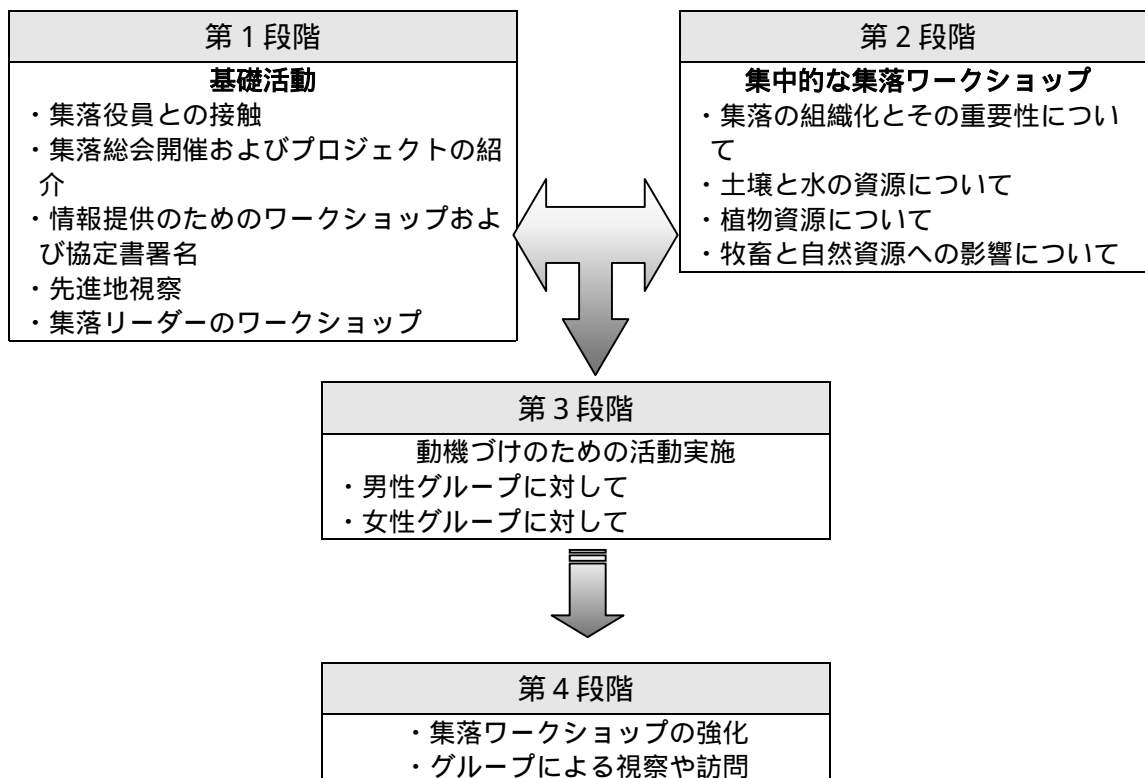 第１段階
基礎活動
・集落役員との接触
・集落総会開催およびプロジェクトの紹
介
・情報提供のためのワークショップおよ
び協定書署名
・先進地視察
・集落リーダーのワークショップ
第２段階
集中的な集落ワークショップ
・集落の組織化とその重要性につい
て
・土壌と水の資源について
・植物資源について
・牧畜と自然資源への影響について
第３段階
動機づけのための活動実施
・男性グループに対して
・女性グループに対して
第４段階
・集落ワークショップの強化
・グループによる視察や訪問